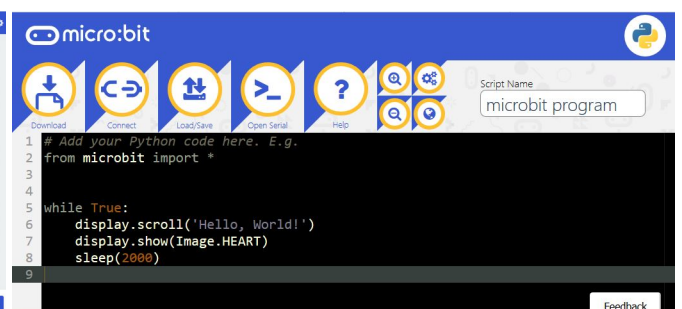 micro:bit
Download
Connect
Load/Save
>_
Open Serial
?
Help
Script Name
microbit program
1 # Add your Python code here. E.g.
2 from microbit import *
3
4
5 while True:
6     display.scroll('Hello, World!')
7     display.show(Image.HEART)
8     sleep(2000)
9
Feedback